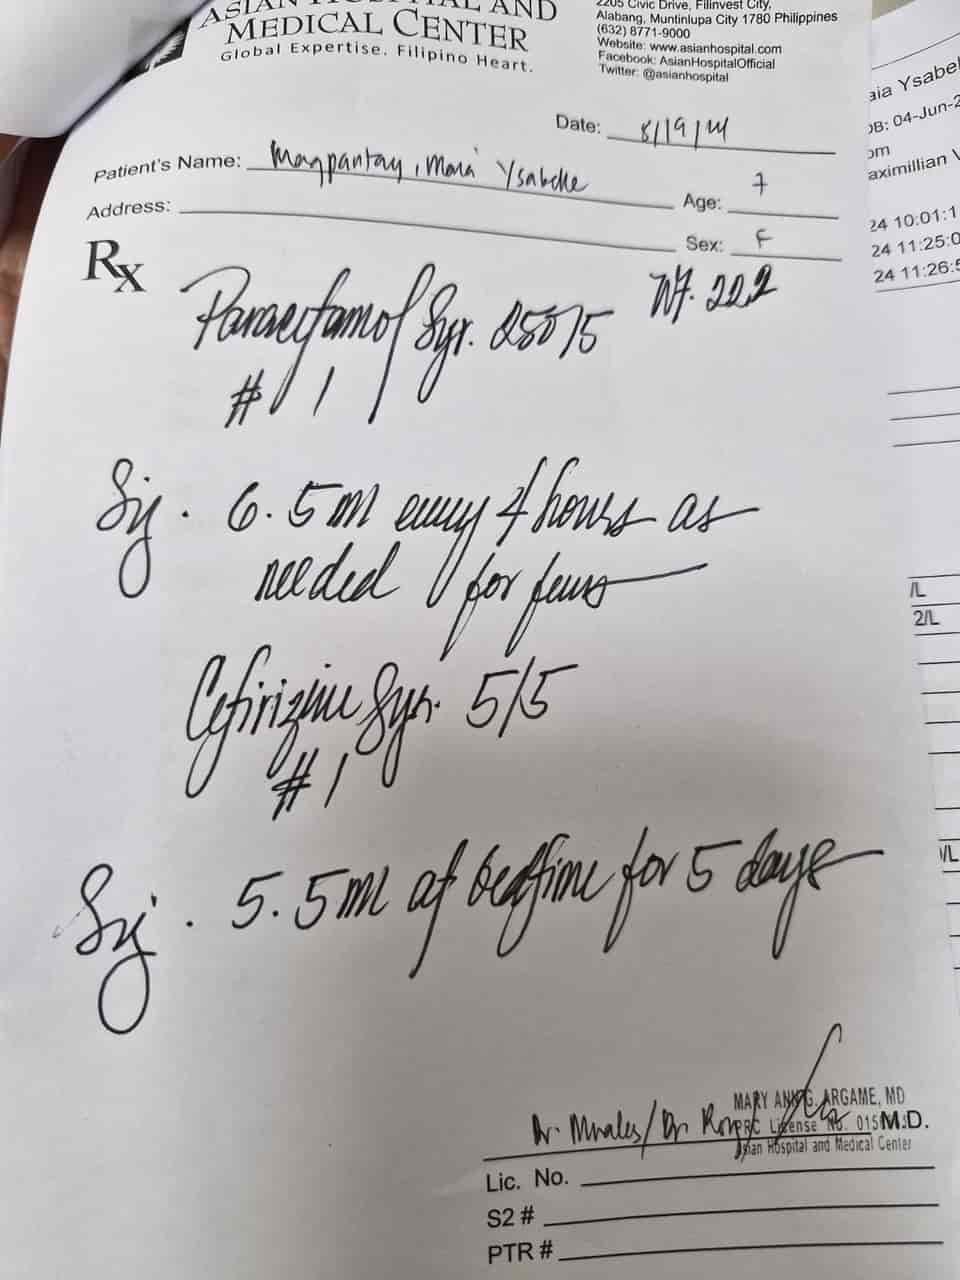 ASIAN HOSPITAL AND
MEDICAL CENTER
Global Expertise. Filipino Heart.
2205 Civic Drive, Filinvest City,
Alabang, Muntinlupa City 1780 Philippines
(632) 8771-9000
Website: www.asianhospital.com
Facebook: AsianHospitalOfficial
Twitter: @asianhospital
Date: 8/19/24
Patient's Name: Magpantay, Ysabelle
Age: 7
Address:
Sex: F
Rx
Wt. 22.2
Paracetamol Syr. 250/5
# 1
Sig. 6.5ml every 4 hours as
needed for fever
Cetirizine Syr. 5/5
# 1
Sig. 5.5ml at bedtime for 5 days
MARY ANN G. ARGAME, MD
PRC License No. 015
Dr. / Dr. M.D.
Asian Hospital and Medical Center
Lic. No.
S2 #
PTR #
aia Ysabel
OB: 04-Jun-2
om
aximillian
24 10:01:1
24 11:25:0
24 11:26:5
/L
2/L
/L